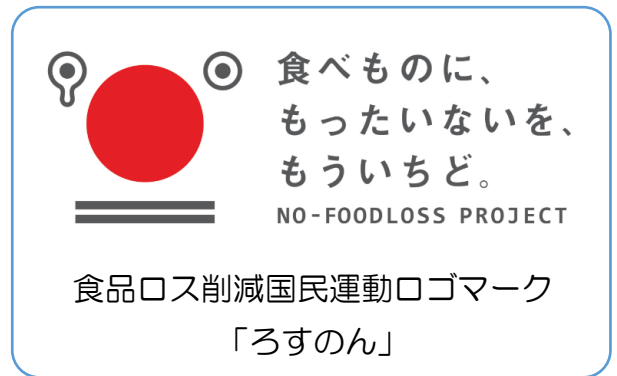 食べものに、
もったいないを、
もういちど。
NO-FOODLOSS PROJECT
食品ロス削減国民運動ロゴマーク
「ろすのん」